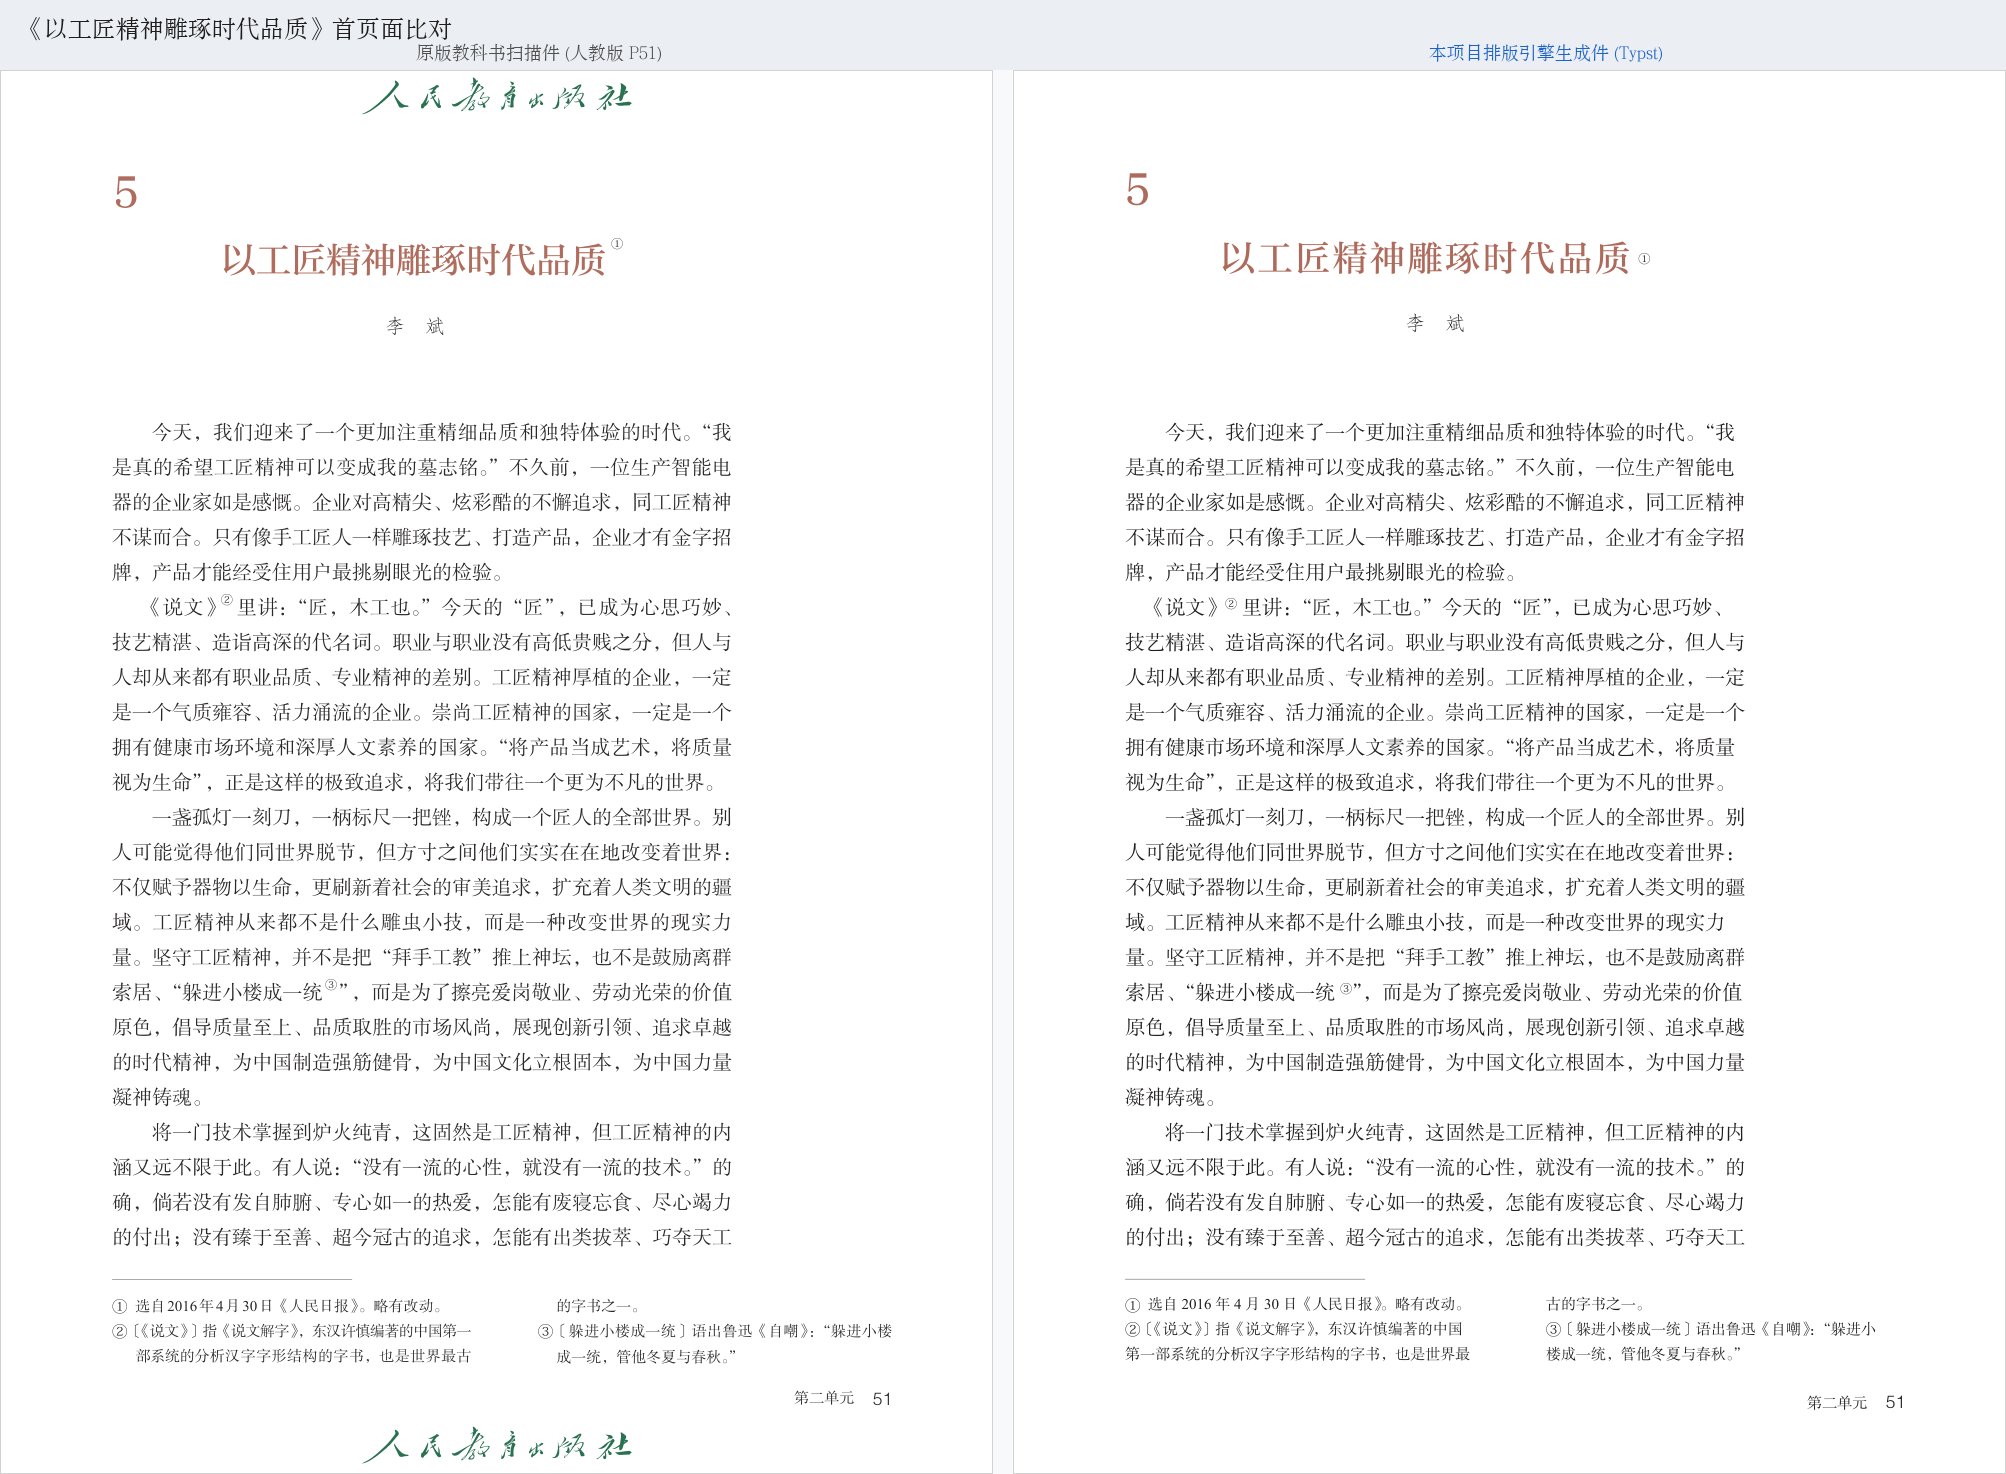 《以工匠精神雕琢时代品质》首页面比对
原版教科书扫描件 (人教版 P51)
人民教育出版社
5
以工匠精神雕琢时代品质①
李 斌
今天，我们迎来了一个更加注重精细品质和独特体验的时代。“我
是真的希望工匠精神可以变成我的墓志铭。”不久前，一位生产智能电
器的企业家如是感慨。企业对高精尖、炫彩酷的不懈追求，同工匠精神
不谋而合。只有像手工匠人一样雕琢技艺、打造产品，企业才有金字招
牌，产品才能经受住用户最挑剔眼光的检验。
《说文》②里讲：“匠，木工也。”今天的“匠”，已成为心思巧妙、
技艺精湛、造诣高深的代名词。职业与职业没有高低贵贱之分，但人与
人却从来都有职业品质、专业精神的差别。工匠精神厚植的企业，一定
是一个气质雍容、活力涌流的企业。崇尚工匠精神的国家，一定是一个
拥有健康市场环境和深厚人文素养的国家。“将产品当成艺术，将质量
视为生命”，正是这样的极致追求，将我们带往一个更为不凡的世界。
一盏孤灯一刻刀，一柄标尺一把锉，构成一个匠人的全部世界。别
人可能觉得他们同世界脱节，但方寸之间他们实实在在地改变着世界：
不仅赋予器物以生命，更刷新着社会的审美追求，扩充着人类文明的疆
域。工匠精神从来都不是什么雕虫小技，而是一种改变世界的现实力
量。坚守工匠精神，并不是把“拜手工教”推上神坛，也不是鼓励离群
索居、“躲进小楼成一统③”，而是为了擦亮爱岗敬业、劳动光荣的价值
原色，倡导质量至上、品质取胜的市场风尚，展现创新引领、追求卓越
的时代精神，为中国制造强筋健骨，为中国文化立根固本，为中国力量
凝神铸魂。
将一门技术掌握到炉火纯青，这固然是工匠精神，但工匠精神的内
涵又远不限于此。有人说：“没有一流的心性，就没有一流的技术。”的
确，倘若没有发自肺腑、专心如一的热爱，怎能有废寝忘食、尽心竭力
的付出；没有臻于至善、超今冠古的追求，怎能有出类拔萃、巧夺天工
① 选自2016年4月30日《人民日报》。略有改动。
②〔《说文》〕指《说文解字》，东汉许慎编著的中国第一
部系统的分析汉字字形结构的字书，也是世界最古
的字书之一。
③〔躲进小楼成一统〕语出鲁迅《自嘲》：“躲进小楼
成一统，管他冬夏与春秋。”
第二单元 51
人民教育出版社
本项目排版引擎生成件 (Typst)
5
以工匠精神雕琢时代品质①
李 斌
今天，我们迎来了一个更加注重精细品质和独特体验的时代。“我
是真的希望工匠精神可以变成我的墓志铭。”不久前，一位生产智能电
器的企业家如是感慨。企业对高精尖、炫彩酷的不懈追求，同工匠精神
不谋而合。只有像手工匠人一样雕琢技艺、打造产品，企业才有金字招
牌，产品才能经受住用户最挑剔眼光的检验。
《说文》②里讲：“匠，木工也。”今天的“匠”，已成为心思巧妙、
技艺精湛、造诣高深的代名词。职业与职业没有高低贵贱之分，但人与
人却从来都有职业品质、专业精神的差别。工匠精神厚植的企业，一定
是一个气质雍容、活力涌流的企业。崇尚工匠精神的国家，一定是一个
拥有健康市场环境和深厚人文素养的国家。“将产品当成艺术，将质量
视为生命”，正是这样的极致追求，将我们带往一个更为不凡的世界。
一盏孤灯一刻刀，一柄标尺一把锉，构成一个匠人的全部世界。别
人可能觉得他们同世界脱节，但方寸之间他们实实在在地改变着世界：
不仅赋予器物以生命，更刷新着社会的审美追求，扩充着人类文明的疆
域。工匠精神从来都不是什么雕虫小技，而是一种改变世界的现实力
量。坚守工匠精神，并不是把“拜手工教”推上神坛，也不是鼓励离群
索居、“躲进小楼成一统③”，而是为了擦亮爱岗敬业、劳动光荣的价值
原色，倡导质量至上、品质取胜的市场风尚，展现创新引领、追求卓越
的时代精神，为中国制造强筋健骨，为中国文化立根固本，为中国力量
凝神铸魂。
将一门技术掌握到炉火纯青，这固然是工匠精神，但工匠精神的内
涵又远不限于此。有人说：“没有一流的心性，就没有一流的技术。”的
确，倘若没有发自肺腑、专心如一的热爱，怎能有废寝忘食、尽心竭力
的付出；没有臻于至善、超今冠古的追求，怎能有出类拔萃、巧夺天工
① 选自 2016 年 4 月 30 日《人民日报》。略有改动。
②〔《说文》〕指《说文解字》，东汉许慎编著的中国
第一部系统的分析汉字字形结构的字书，也是世界最
古的字书之一。
③〔躲进小楼成一统〕语出鲁迅《自嘲》：“躲进小
楼成一统，管他冬夏与春秋。”
第二单元 51